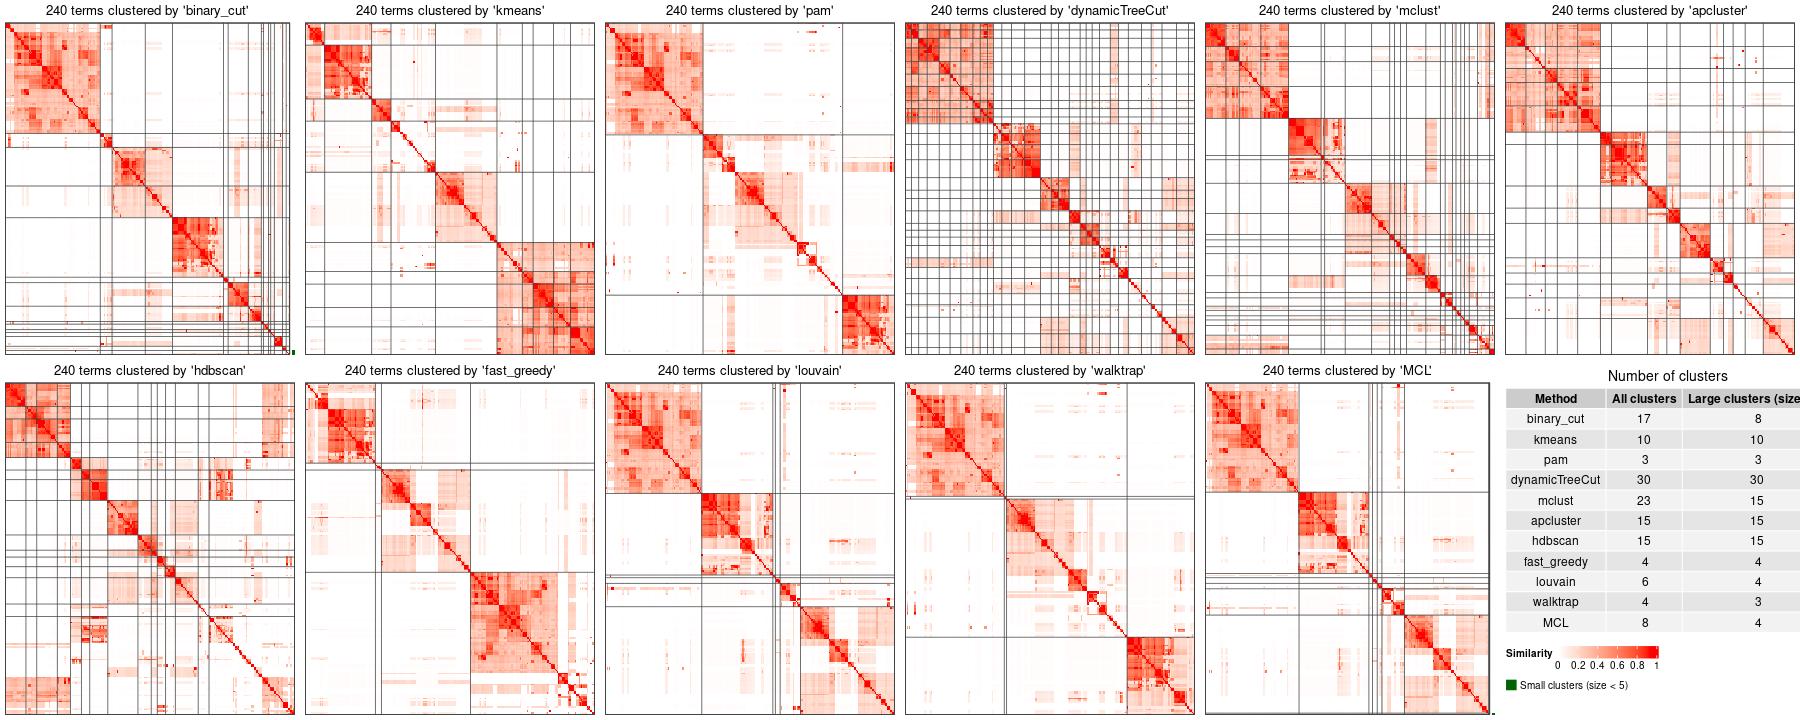 240 terms clustered by 'binary_cut'
240 terms clustered by 'kmeans'
240 terms clustered by 'pam'
240 terms clustered by 'dynamicTreeCut'
240 terms clustered by 'mclust'
240 terms clustered by 'apcluster'
240 terms clustered by 'hdbscan'
240 terms clustered by 'fast_greedy'
240 terms clustered by 'louvain'
240 terms clustered by 'walktrap'
240 terms clustered by 'MCL'
Number of clusters
Method All clusters Large clusters (size
binary_cut 17 8
kmeans 10 10
pam 3 3
dynamicTreeCut 30 30
mclust 23 15
apcluster 15 15
hdbscan 15 15
fast_greedy 4 4
louvain 6 4
walktrap 4 3
MCL 8 4
Similarity
0 0.2 0.4 0.6 0.8 1
Small clusters (size < 5)